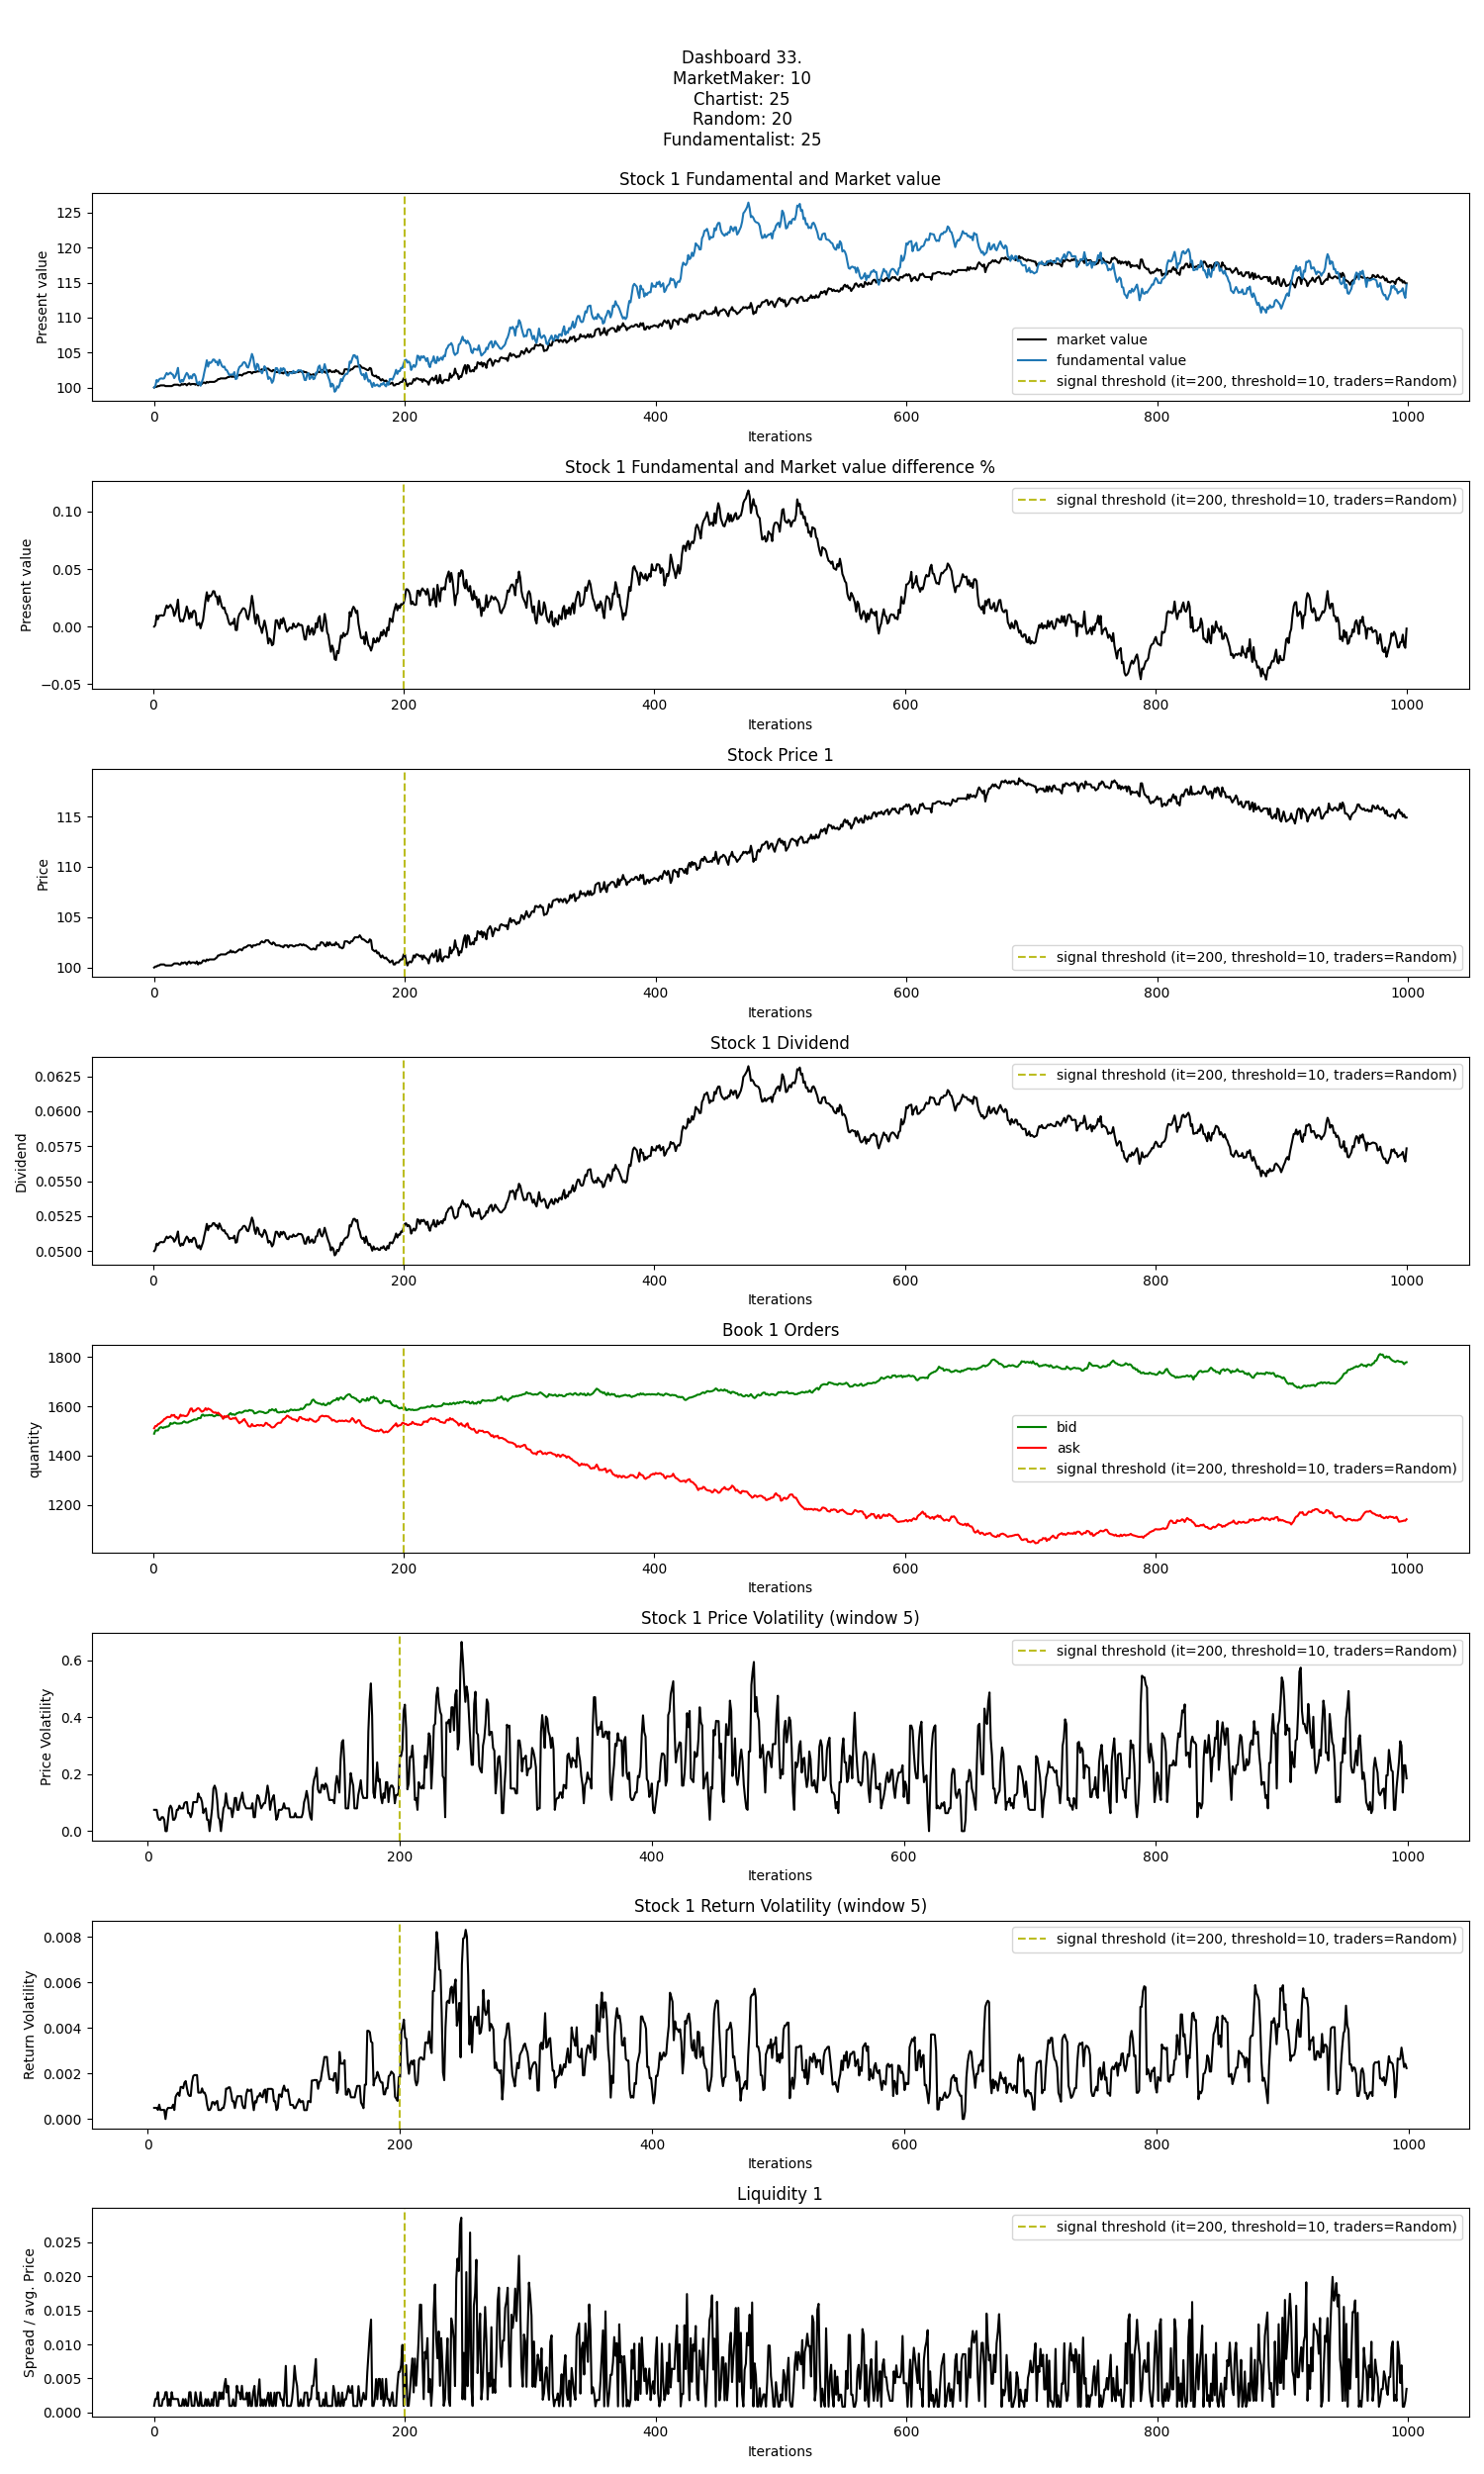 Dashboard 33.
MarketMaker: 10
Chartist: 25
Random: 20
Fundamentalist: 25
Stock 1 Fundamental and Market value
Present value
125
120
115
110
105
100
market value
fundamental value
signal threshold (it=200, threshold=10, traders=Random)
0 200 400 600 800 1000
Iterations
Stock 1 Fundamental and Market value difference %
Present value
0.10
0.05
0.00
−0.05
signal threshold (it=200, threshold=10, traders=Random)
0 200 400 600 800 1000
Iterations
Stock Price 1
Price
115
110
105
100
signal threshold (it=200, threshold=10, traders=Random)
0 200 400 600 800 1000
Iterations
Stock 1 Dividend
Dividend
0.0625
0.0600
0.0575
0.0550
0.0525
0.0500
signal threshold (it=200, threshold=10, traders=Random)
0 200 400 600 800 1000
Iterations
Book 1 Orders
quantity
1800
1600
1400
1200
bid
ask
signal threshold (it=200, threshold=10, traders=Random)
0 200 400 600 800 1000
Iterations
Stock 1 Price Volatility (window 5)
Price Volatility
0.6
0.4
0.2
0.0
signal threshold (it=200, threshold=10, traders=Random)
0 200 400 600 800 1000
Iterations
Stock 1 Return Volatility (window 5)
Return Volatility
0.008
0.006
0.004
0.002
0.000
signal threshold (it=200, threshold=10, traders=Random)
0 200 400 600 800 1000
Iterations
Liquidity 1
Spread / avg. Price
0.025
0.020
0.015
0.010
0.005
0.000
signal threshold (it=200, threshold=10, traders=Random)
0 200 400 600 800 1000
Iterations